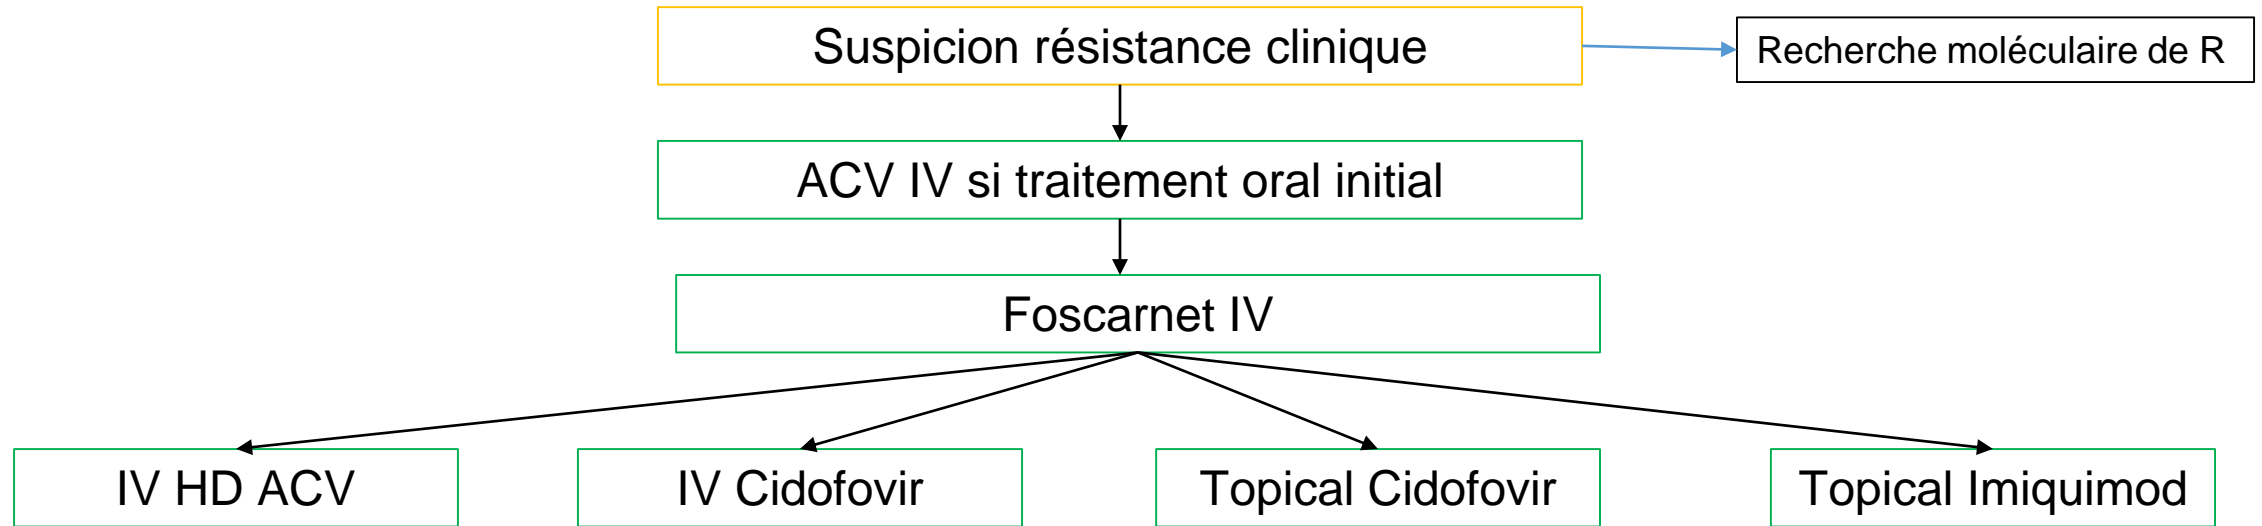 Suspicion résistance clinique
Recherche moléculaire de R
ACV IV si traitement oral initial
Foscarnet IV
IV HD ACV
IV Cidofovir
Topical Cidofovir
Topical Imiquimod